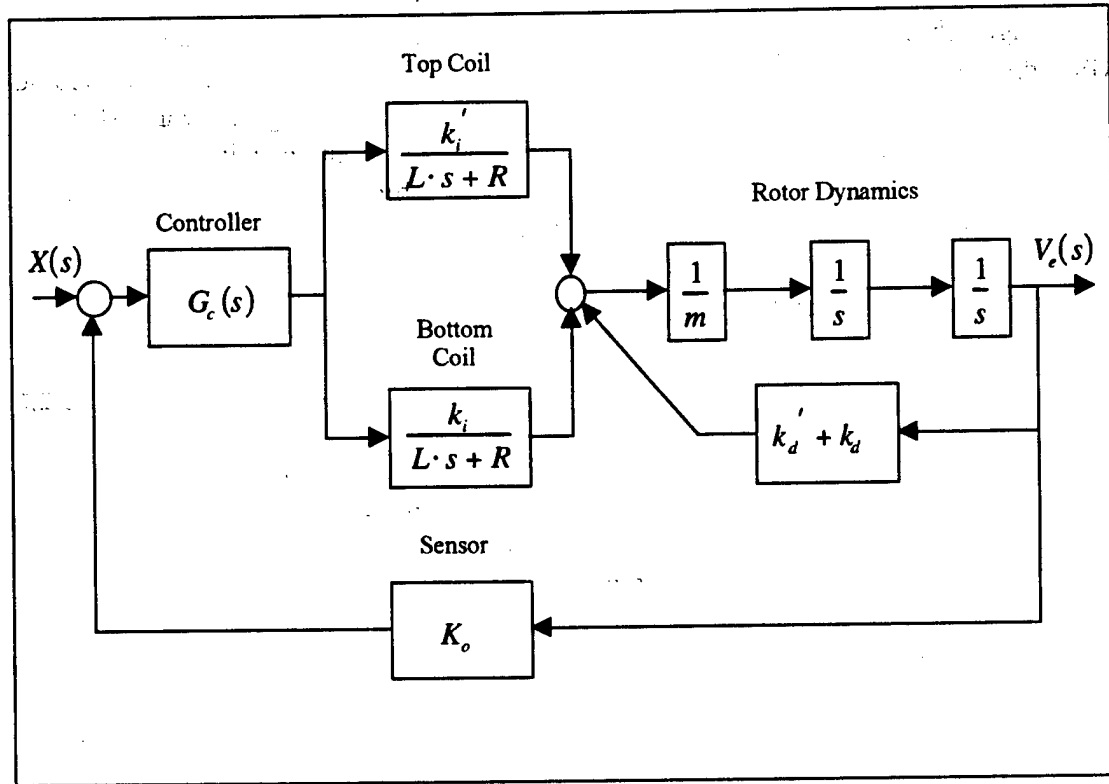 Top Coil
k_i'
L · s + R
Rotor Dynamics
Controller
X(s)
G_c(s)
1
m
1
s
1
s
V_e(s)
Bottom
Coil
k_i
L · s + R
k_d' + k_d
Sensor
K_o